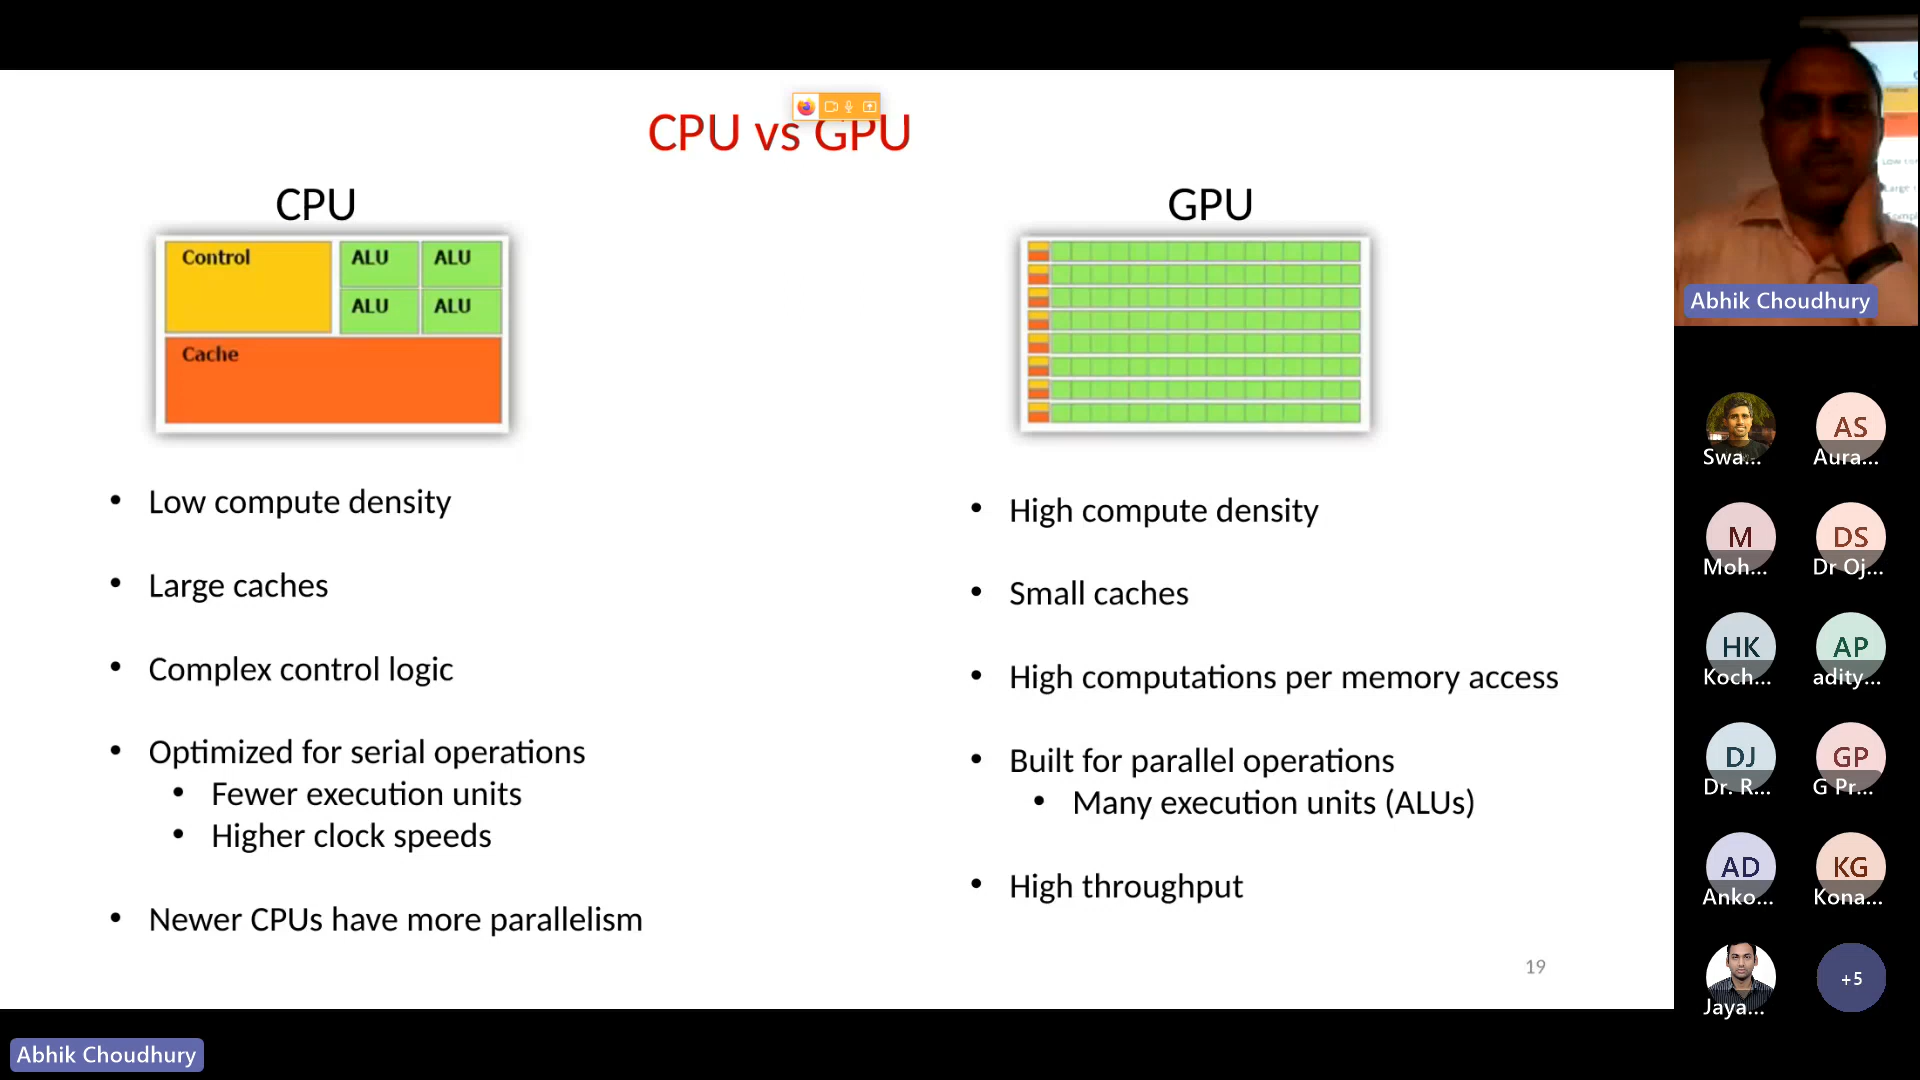 CPU vs GPU
CPU
GPU
Control
ALU
ALU
ALU
ALU
Cache
• Low compute density
• Large caches
• Complex control logic
• Optimized for serial operations
• Fewer execution units
• Higher clock speeds
• Newer CPUs have more parallelism
• High compute density
• Small caches
• High computations per memory access
• Built for parallel operations
• Many execution units (ALUs)
• High throughput
19
Abhik Choudhury
Swa...
AS
Aura...
M
Moh...
DS
Dr Oj...
HK
Koch...
AP
adity...
DJ
Dr. R...
GP
G Pr...
AD
Anko...
KG
Kona...
Jaya...
+5
Abhik Choudhury